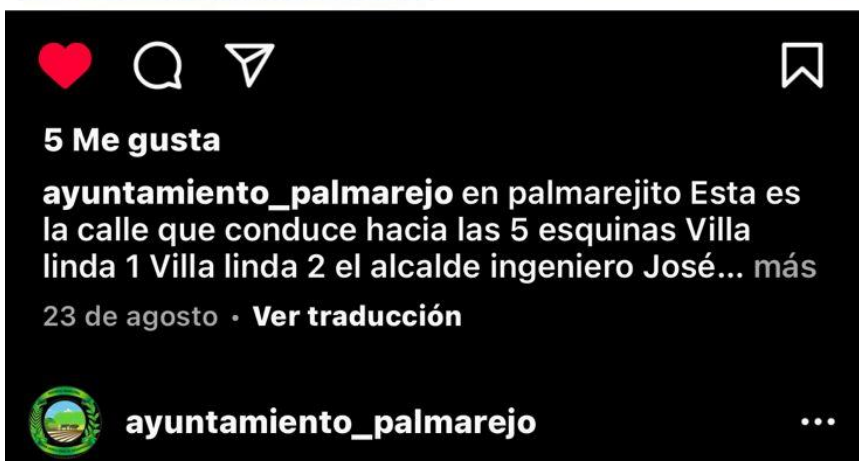 5 Me gusta
ayuntamiento_palmarejo en palmarejito Esta es
la calle que conduce hacia las 5 esquinas Villa
linda 1 Villa linda 2 el alcalde ingeniero José... más
23 de agosto • Ver traducción
ayuntamiento_palmarejo